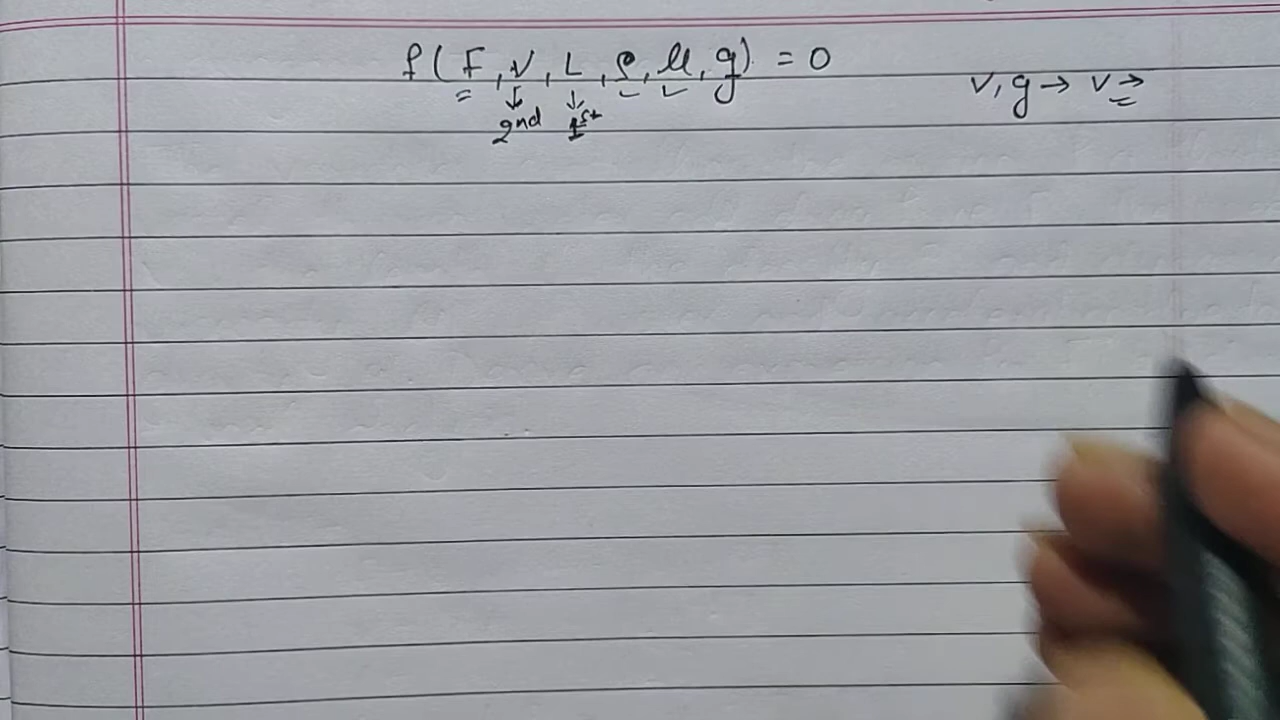 f(F, V, L, ρ, μ, g) = 0
V, g → V →
2nd 1st